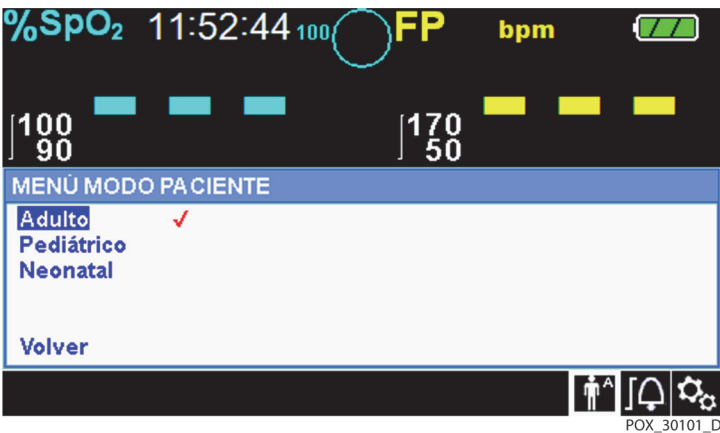 %SpO₂ 11:52:44 100 FP bpm
100 170
90 50
MENÚ MODO PACIENTE
Adulto ✓
Pediátrico
Neonatal
Volver
A
POX_30101_D